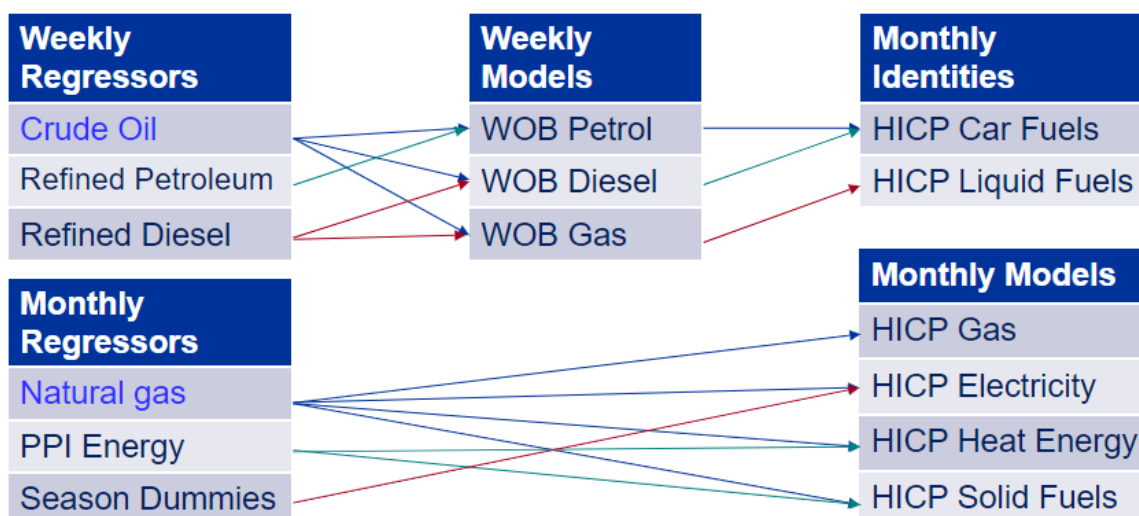 Weekly
Regressors
Crude Oil
Refined Petroleum
Refined Diesel
Weekly
Models
WOB Petrol
WOB Diesel
WOB Gas
Monthly
Identities
HICP Car Fuels
HICP Liquid Fuels
Monthly
Regressors
Natural gas
PPI Energy
Season Dummies
Monthly Models
HICP Gas
HICP Electricity
HICP Heat Energy
HICP Solid Fuels